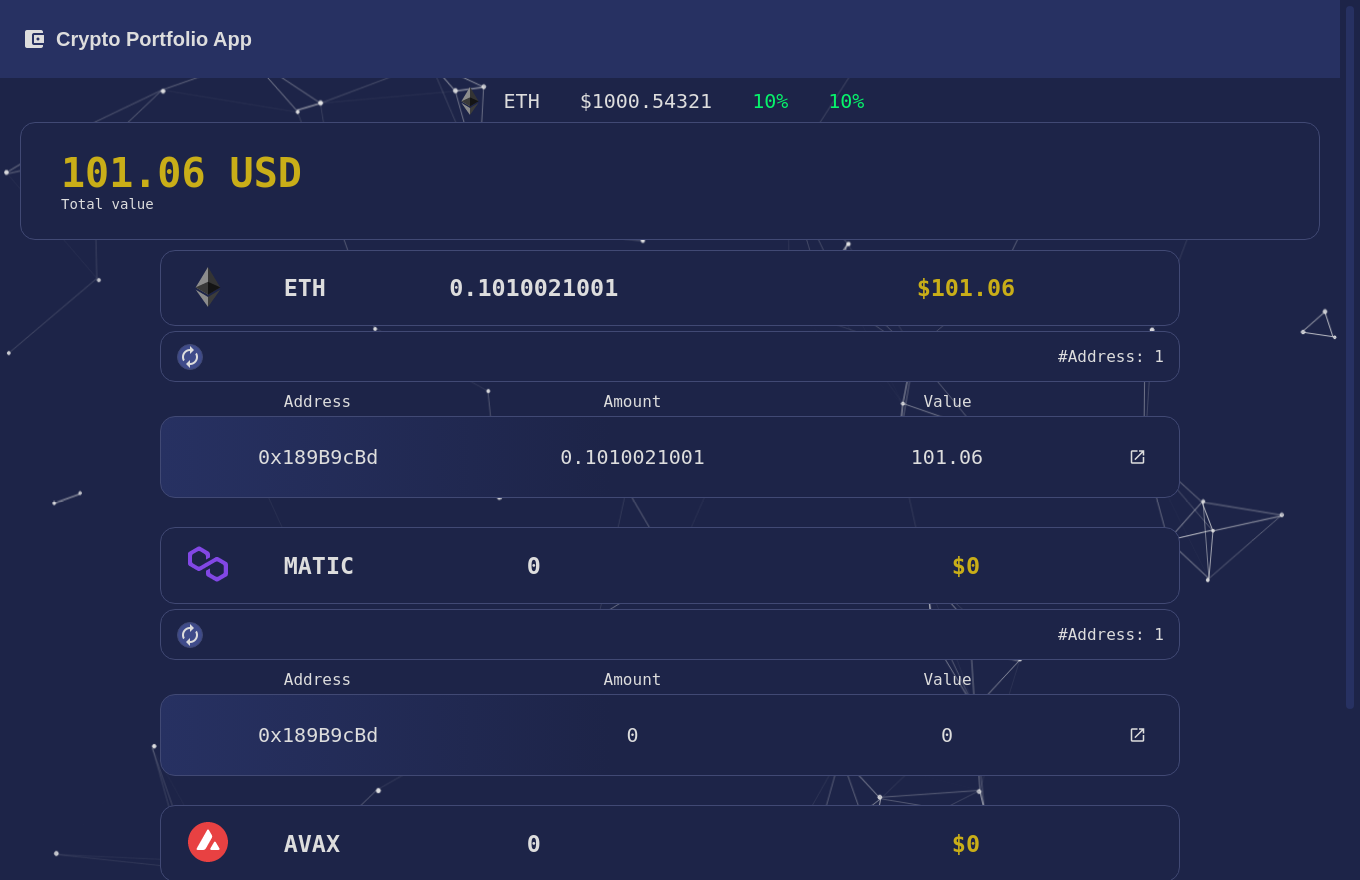 Crypto Portfolio App
ETH $1000.54321 10% 10%
101.06 USD
Total value
ETH 0.1010021001 $101.06
#Address: 1
Address Amount Value
0x189B9cBd 0.1010021001 101.06
MATIC 0 $0
#Address: 1
Address Amount Value
0x189B9cBd 0 0
AVAX 0 $0